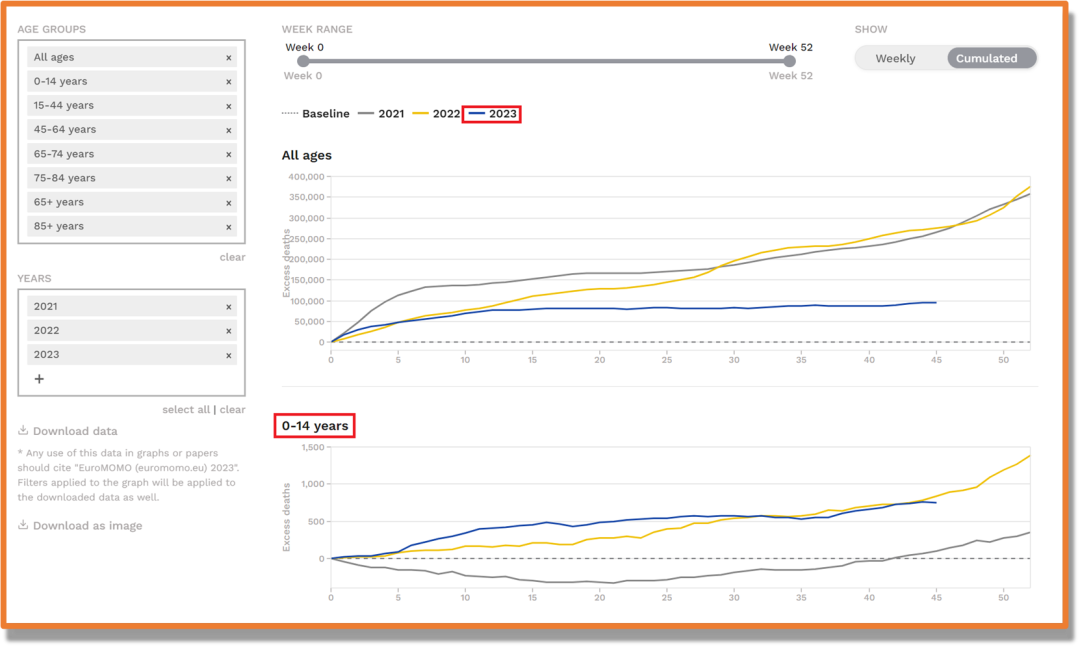 AGE GROUPS
All ages x
0-14 years x
15-44 years x
45-64 years x
65-74 years x
75-84 years x
65+ years x
85+ years x
clear
YEARS
2021 x
2022 x
2023 x
+
select all | clear
Download data
* Any use of this data in graphs or papers
should cite "EuroMOMO (euromomo.eu) 2023".
Filters applied to the graph will be applied to
the downloaded data as well.
Download as image
WEEK RANGE
Week 0 Week 52
Week 0 Week 52
SHOW
Weekly Cumulated
Baseline 2021 2022 2023
All ages
Excess deaths
400,000
350,000
300,000
250,000
200,000
150,000
100,000
50,000
0
0 5 10 15 20 25 30 35 40 45 50
0-14 years
Excess deaths
1,500
1,000
500
0
0 5 10 15 20 25 30 35 40 45 50